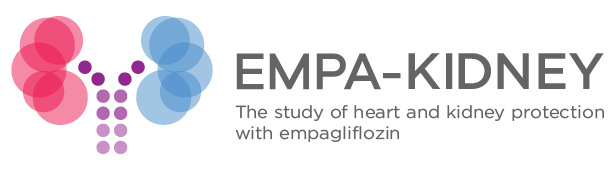 EMPA-KIDNEY
The study of heart and kidney protection
with empagliflozin